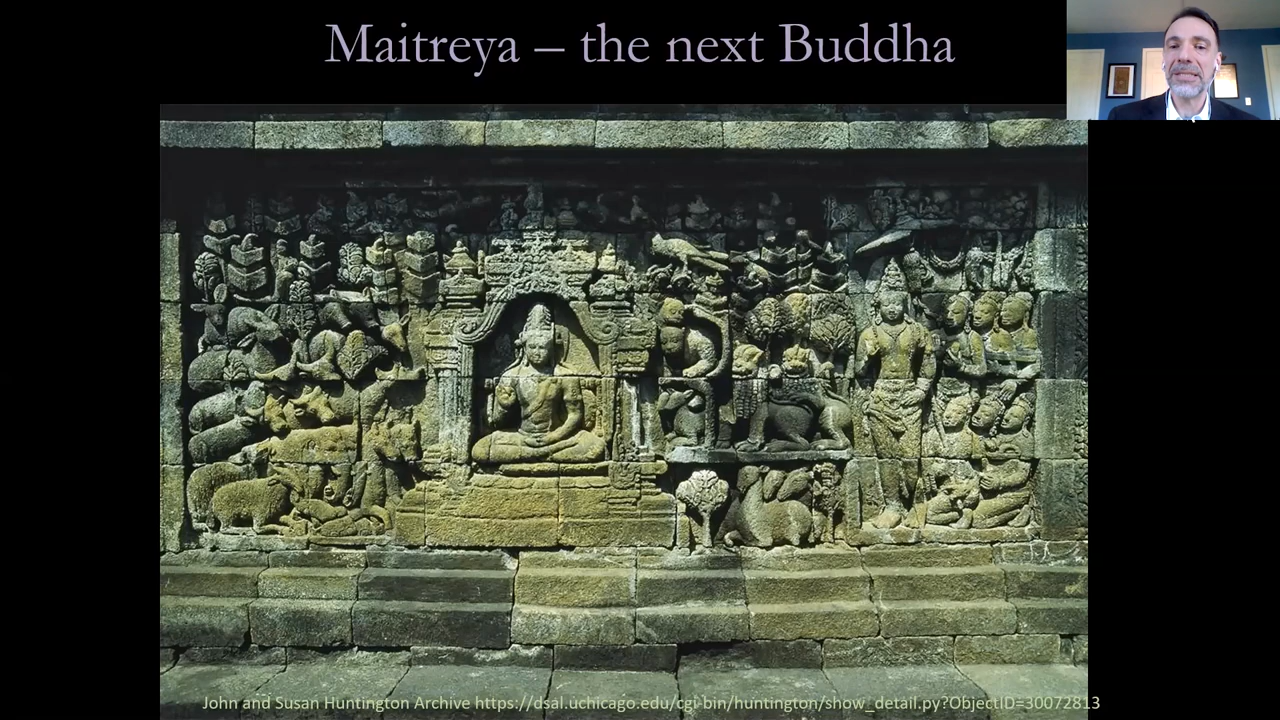 Maitreya – the next Buddha
John and Susan Huntington Archive https://dsal.uchicago.edu/cgi-bin/huntington/show_detail.py?ObjectID=30072813